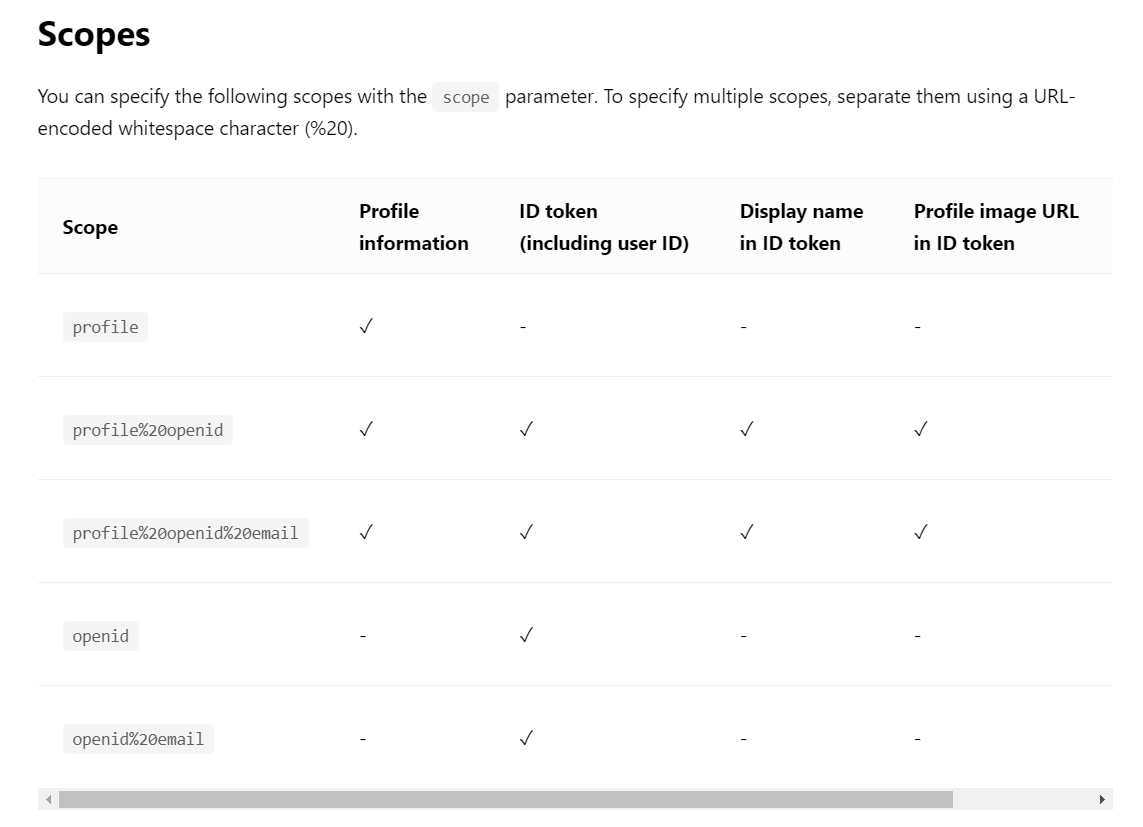 Scopes
You can specify the following scopes with the scope parameter. To specify multiple scopes, separate them using a URL-
encoded whitespace character (%20).
Scope Profile information ID token (including user ID) Display name in ID token Profile image URL in ID token
profile ✓ - - -
profile%20openid ✓ ✓ ✓ ✓
profile%20openid%20email ✓ ✓ ✓ ✓
openid - ✓ - -
openid%20email - ✓ - -